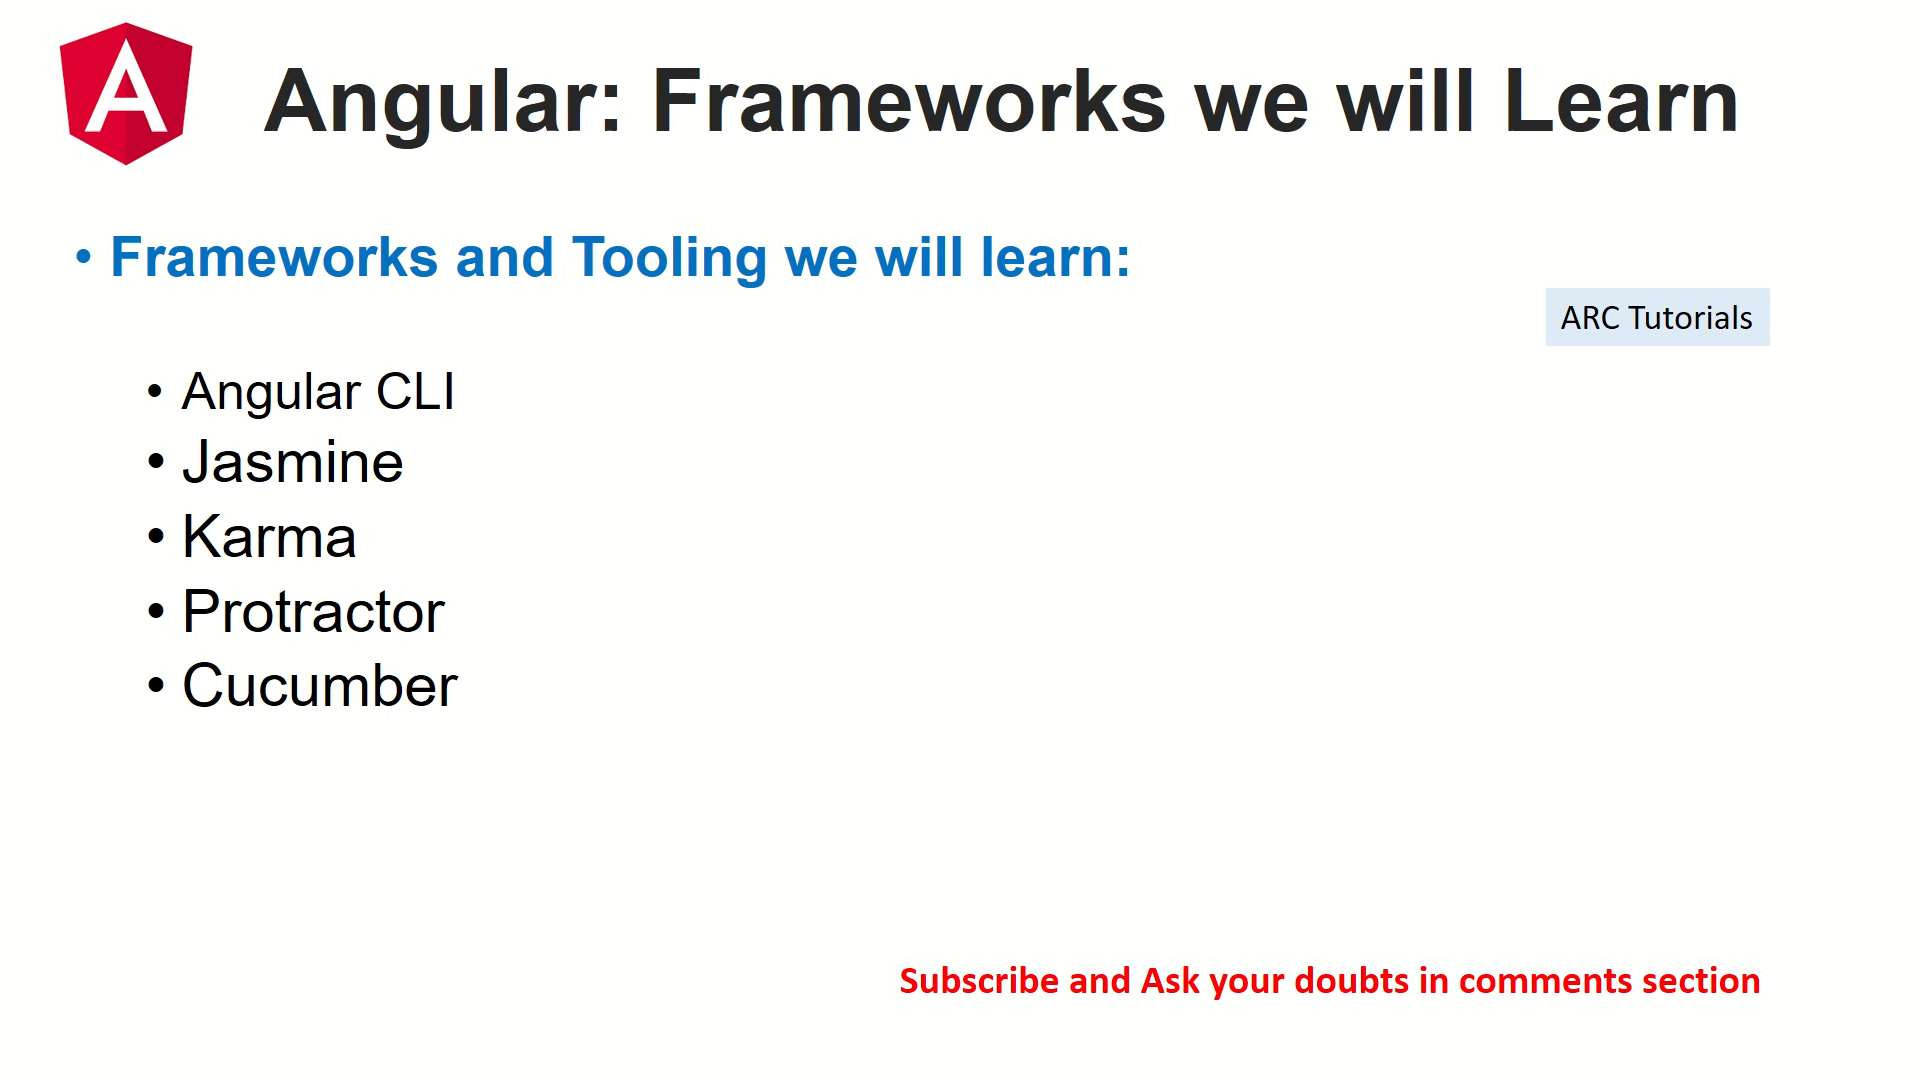 Angular: Frameworks we will Learn
• Frameworks and Tooling we will learn:
ARC Tutorials
• Angular CLI
• Jasmine
• Karma
• Protractor
• Cucumber
Subscribe and Ask your doubts in comments section